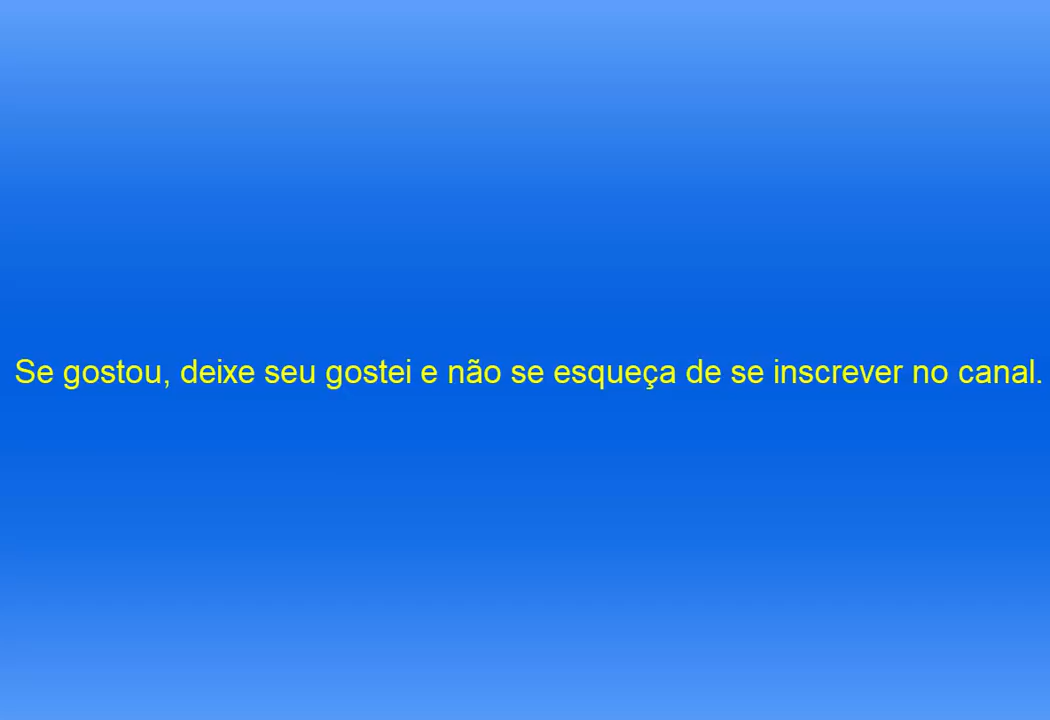 Se gostou, deixe seu gostei e não se esqueça de se inscrever no canal.